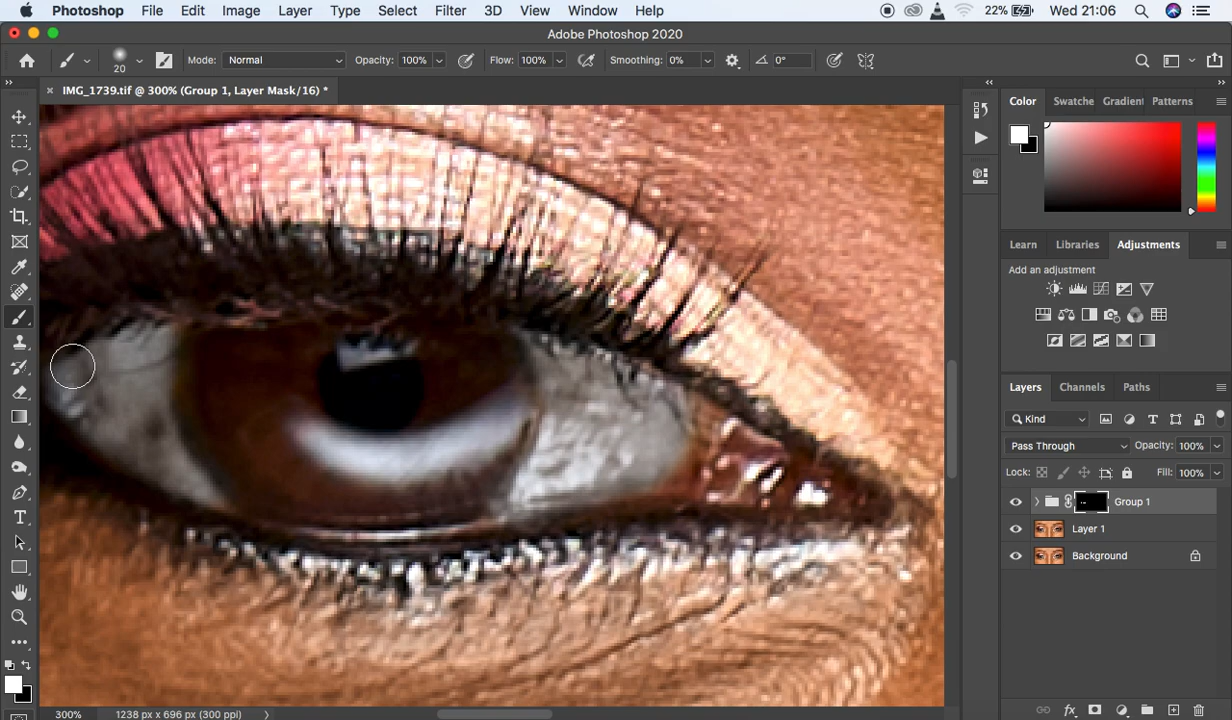 Photoshop File Edit Image Layer Type Select Filter 3D View Window Help 22% Wed 21:06
Adobe Photoshop 2020
20 Mode: Normal Opacity: 100% Flow: 100% Smoothing: 0% 0°
IMG_1739.tif @ 300% (Group 1, Layer Mask/16) *
Color Swatche Gradient Patterns
Learn Libraries Adjustments
Add an adjustment
Layers Channels Paths
Kind
Pass Through Opacity: 100%
Lock: Fill: 100%
Group 1
Layer 1
Background
300% 1238 px x 696 px (300 ppi)